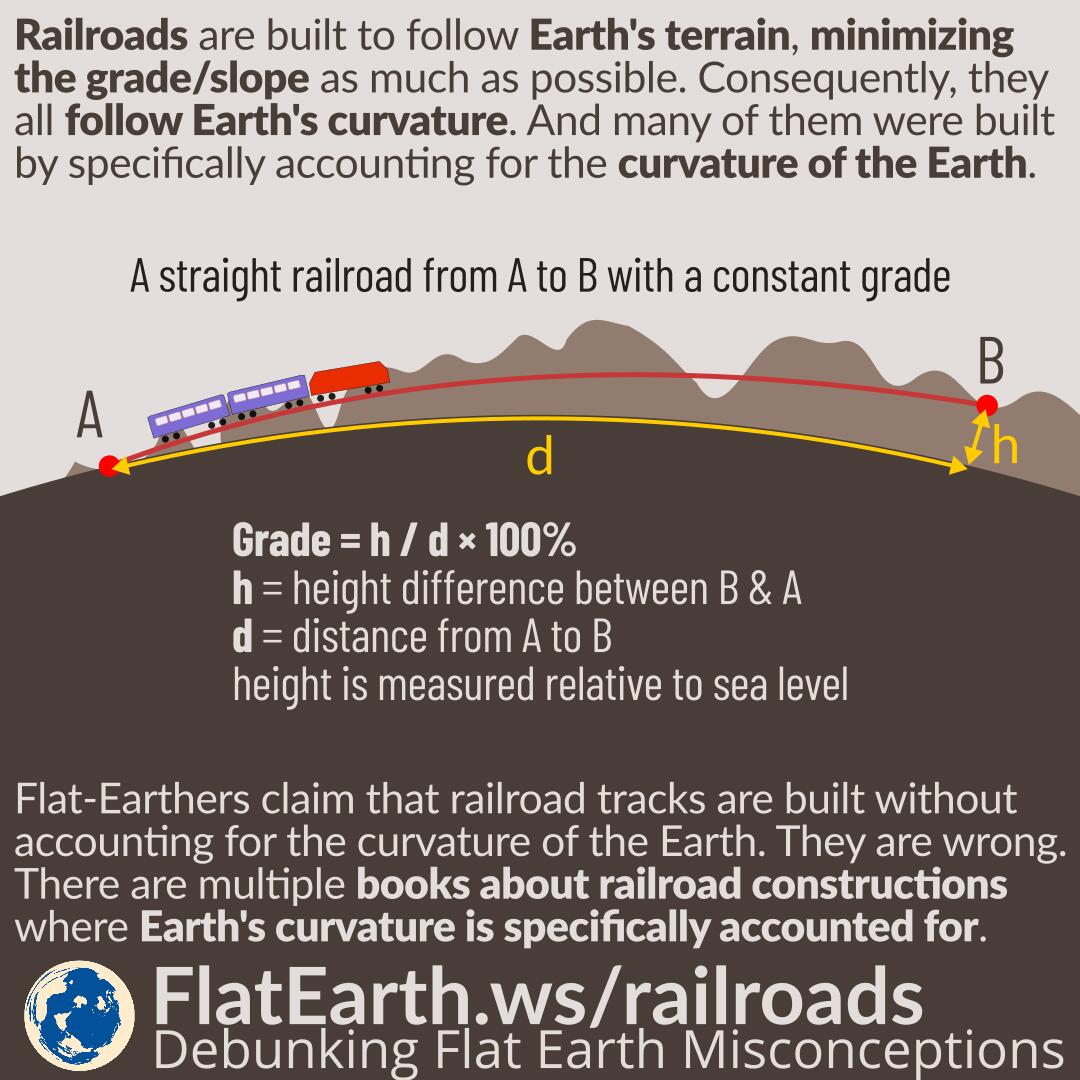 Railroads are built to follow Earth's terrain, minimizing
the grade/slope as much as possible. Consequently, they
all follow Earth's curvature. And many of them were built
by specifically accounting for the curvature of the Earth.
A straight railroad from A to B with a constant grade
B
A
h
d
Grade = h / d × 100%
h = height difference between B & A
d = distance from A to B
height is measured relative to sea level
Flat-Earthers claim that railroad tracks are built without
accounting for the curvature of the Earth. They are wrong.
There are multiple books about railroad constructions
where Earth's curvature is specifically accounted for.
FlatEarth.ws/railroads
Debunking Flat Earth Misconceptions